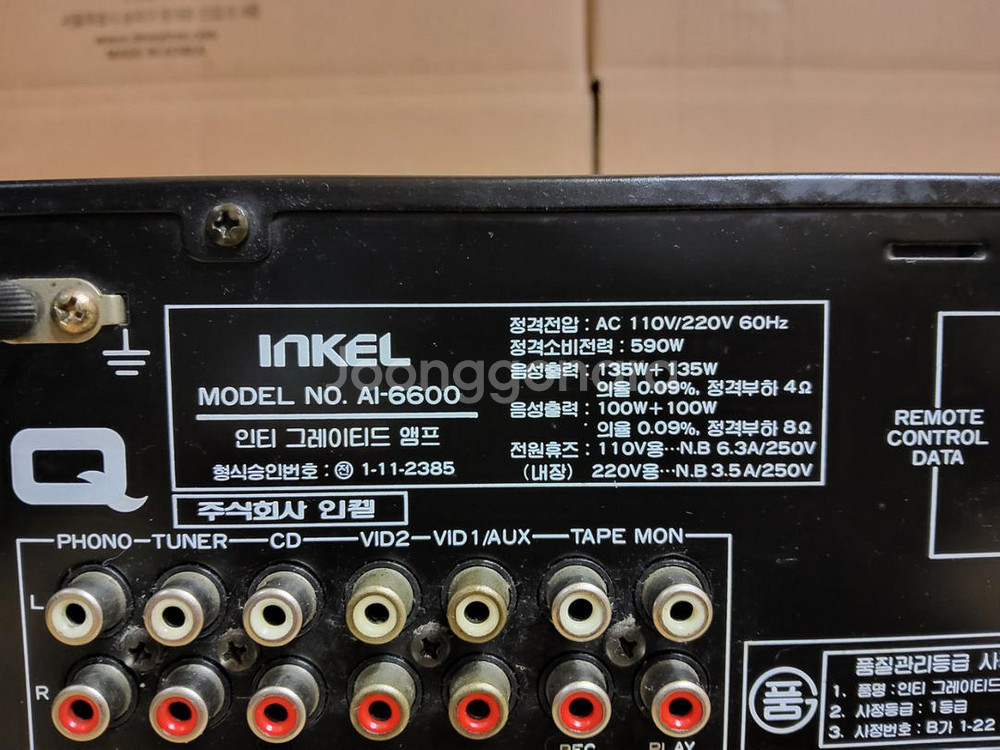 INKEL
MODEL NO. AI-6600
인티 그레이티드 앰프
형식승인번호 : 전 1-11-2385
정격전압 : AC 110V/220V 60Hz
정격소비전력 : 590W
음성출력 : 135W+135W
의율 0.09%, 정격부하 4Ω
음성출력 : 100W+100W
의율 0.09%, 정격부하 8Ω
전원휴즈 : 110V용…N.B 6.3A/250V
(내장) 220V용…N.B 3.5A/250V
Joonggonara
Q
주식회사 인켈
REMOTE
CONTROL
DATA
PHONO TUNER CD VID2 VID1/AUX TAPE MON
L
R
REC PLAY
품
품질관리등급
1. 품명 : 인티 그레이티드
2. 사정등급 : 1등급
3. 사정번호 : B가 1-22